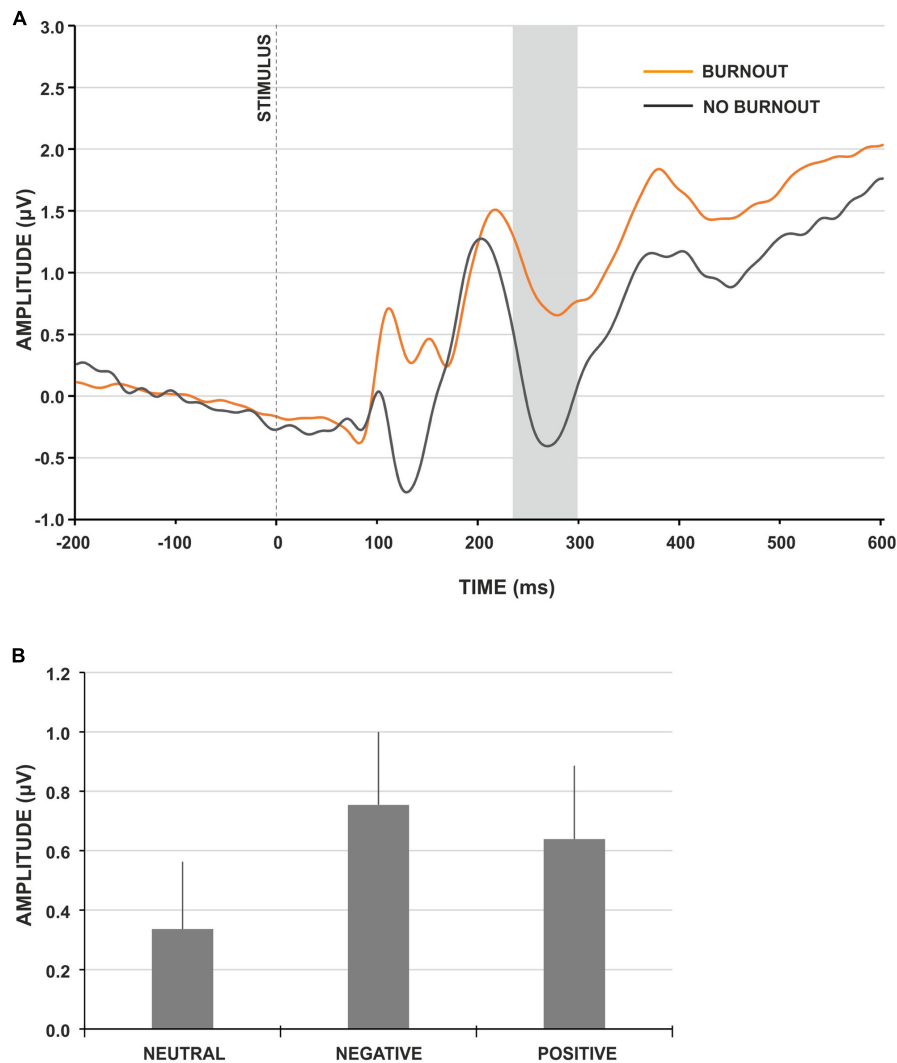 A
3.0
2.5
2.0
1.5
1.0
0.5
0.0
-0.5
-1.0
AMPLITUDE (µV)
STIMULUS
BURNOUT
NO BURNOUT
-200 -100 0 100 200 300 400 500 600
TIME (ms)
B
1.2
1.0
0.8
0.6
0.4
0.2
0.0
AMPLITUDE (µV)
NEUTRAL NEGATIVE POSITIVE